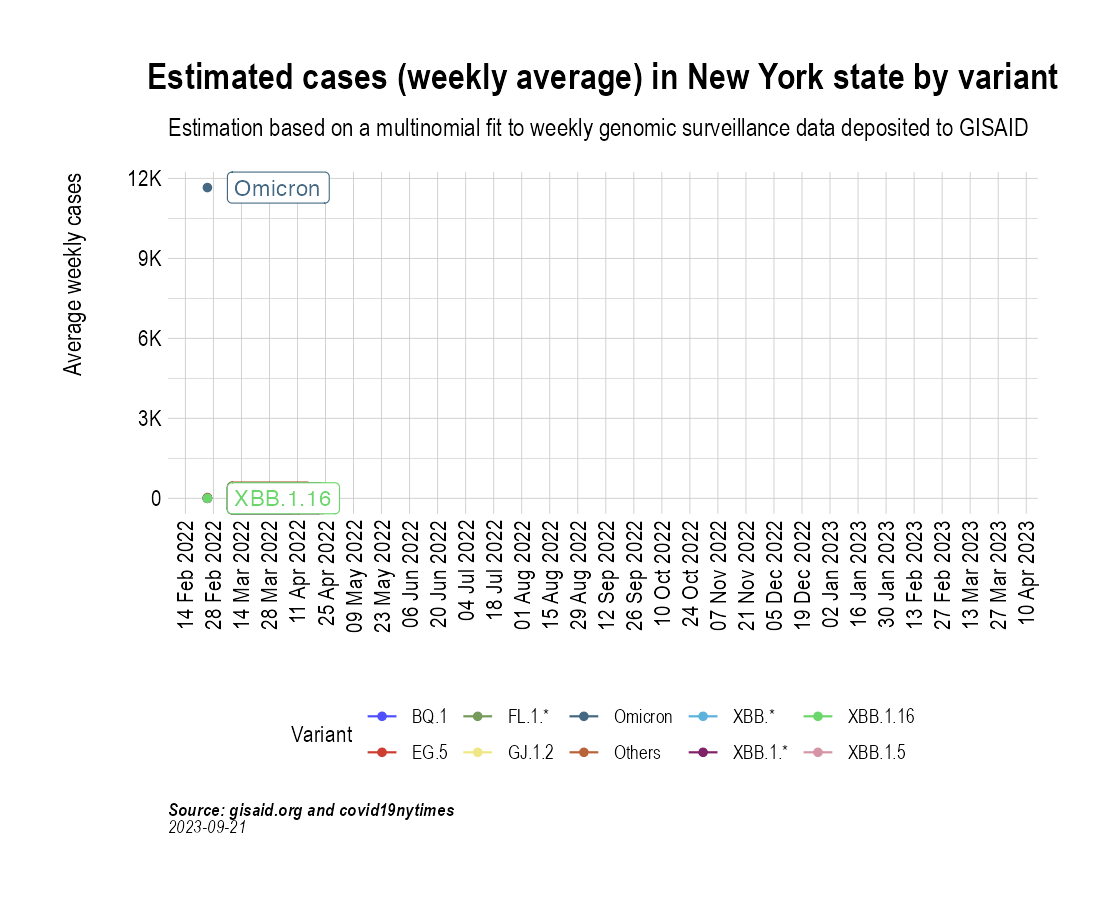 Estimated cases (weekly average) in New York state by variant
Estimation based on a multinomial fit to weekly genomic surveillance data deposited to GISAID
Average weekly cases
12K
9K
6K
3K
0
Omicron
XBB.1.16
14 Feb 2022
28 Feb 2022
14 Mar 2022
28 Mar 2022
11 Apr 2022
25 Apr 2022
09 May 2022
23 May 2022
06 Jun 2022
20 Jun 2022
04 Jul 2022
18 Jul 2022
01 Aug 2022
15 Aug 2022
29 Aug 2022
12 Sep 2022
26 Sep 2022
10 Oct 2022
24 Oct 2022
07 Nov 2022
21 Nov 2022
05 Dec 2022
19 Dec 2022
02 Jan 2023
16 Jan 2023
30 Jan 2023
13 Feb 2023
27 Feb 2023
13 Mar 2023
27 Mar 2023
10 Apr 2023
Variant
BQ.1 FL.1.* Omicron XBB.* XBB.1.16
EG.5 GJ.1.2 Others XBB.1.* XBB.1.5
Source: gisaid.org and covid19nytimes
2023-09-21